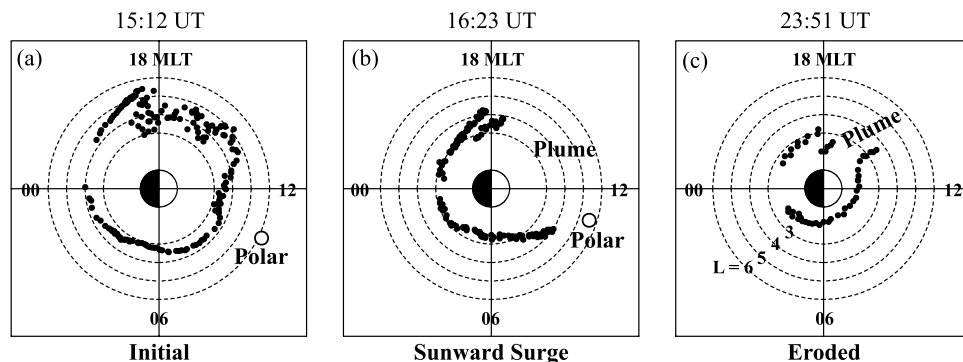 15:12 UT
16:23 UT
23:51 UT
(a)
18 MLT
00
12
Polar
06
Initial
(b)
18 MLT
Plume
00
12
Polar
06
Sunward Surge
(c)
18 MLT
Plume
00
12
3
4
5
L = 6
06
Eroded